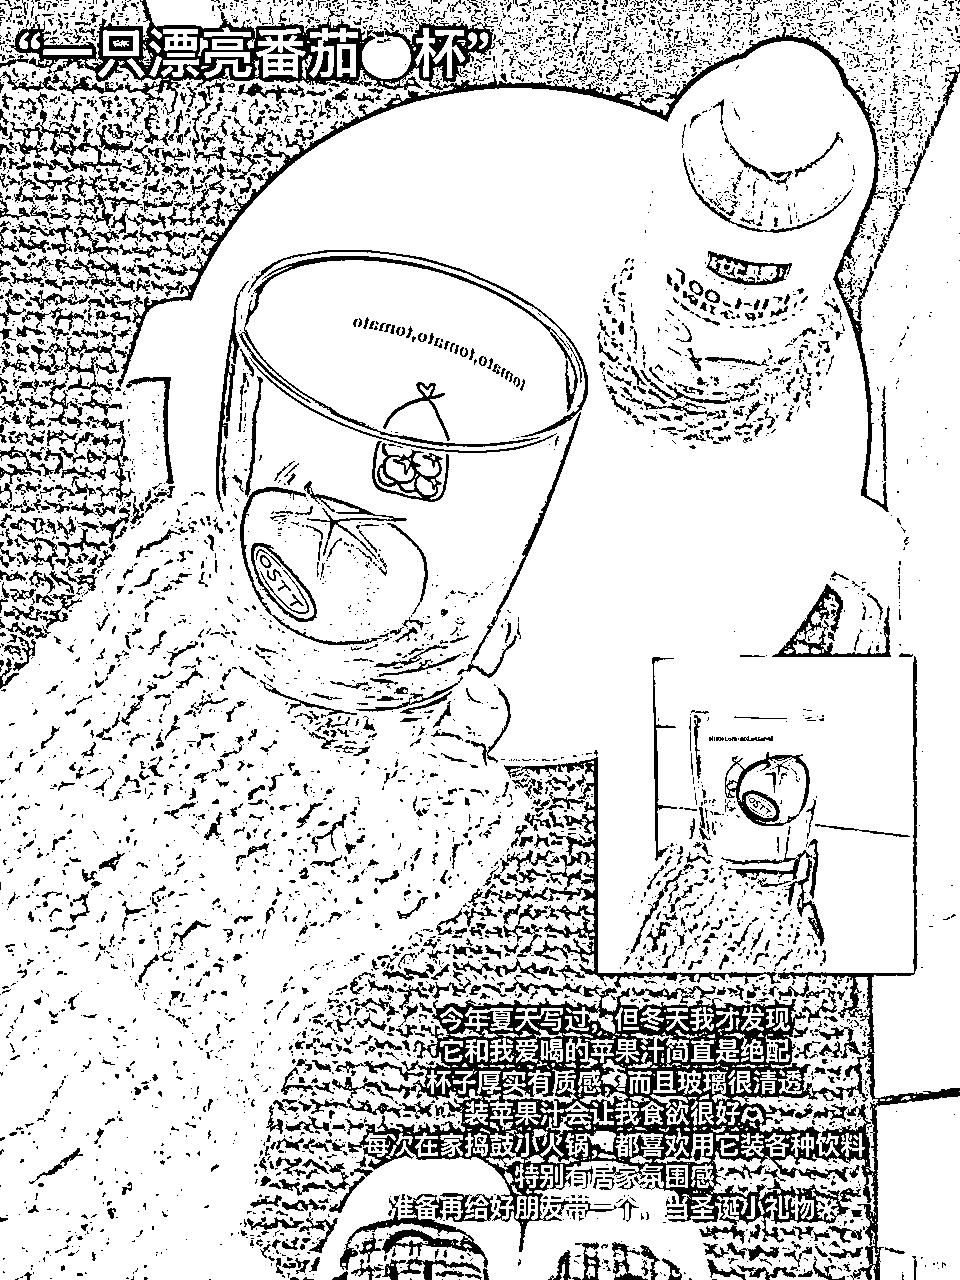 “一只漂亮番茄🍅杯”
tomato,tomato,tomato
OSTT
OSTT
今年夏天写过，但冬天我才发现
它和我爱喝的苹果汁简直是绝配
杯子厚实有质感，而且玻璃很清透
装苹果汁会让我食欲很好
每次在家捣鼓小火锅，都喜欢用它装各种饮料
特别有居家氛围感
准备再给好朋友带一个，当圣诞小礼物